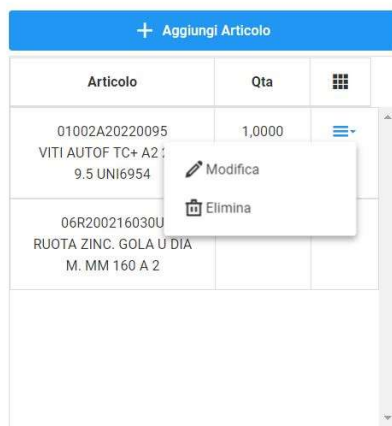 + Aggiungi Articolo
Articolo Qta
01002A20220095 1,0000
VITI AUTOF TC+ A2
9.5 UNI6954
Modifica
Elimina
06R200216030U
RUOTA ZINC. GOLA U DIA
M. MM 160 A 2